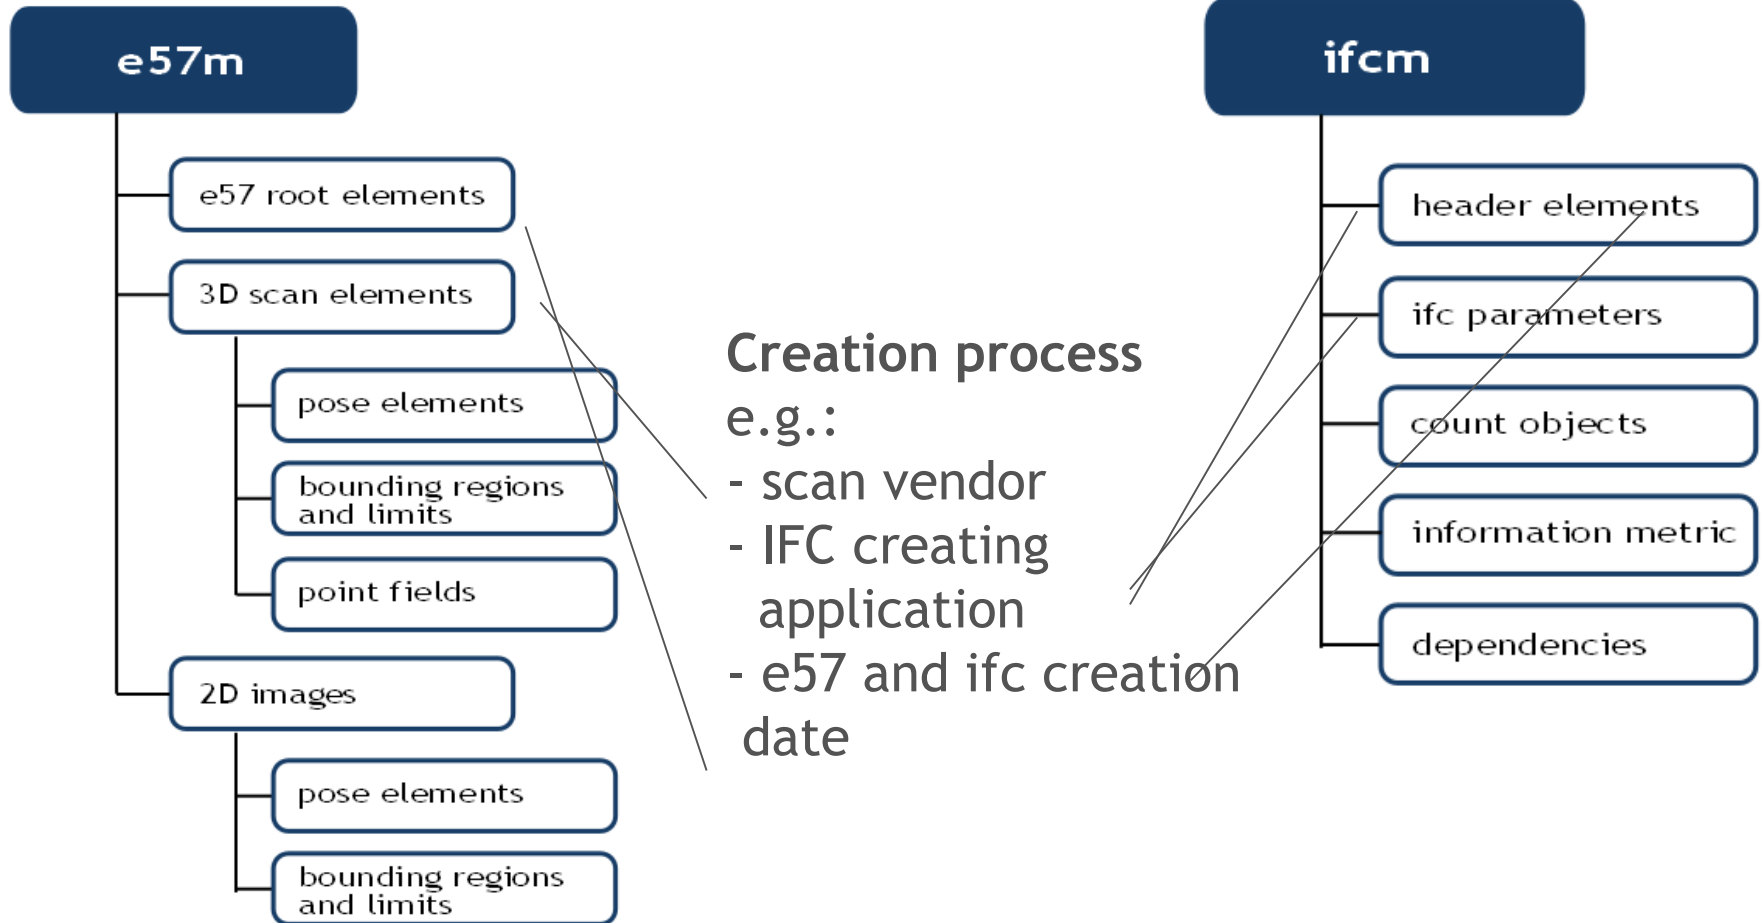 e57m
e57 root elements
3D scan elements
pose elements
bounding regions
and limits
point fields
2D images
pose elements
bounding regions
and limits
Creation process
e.g.:
- scan vendor
- IFC creating
application
- e57 and ifc creation
date
ifcm
header elements
ifc parameters
count objects
information metric
dependencies